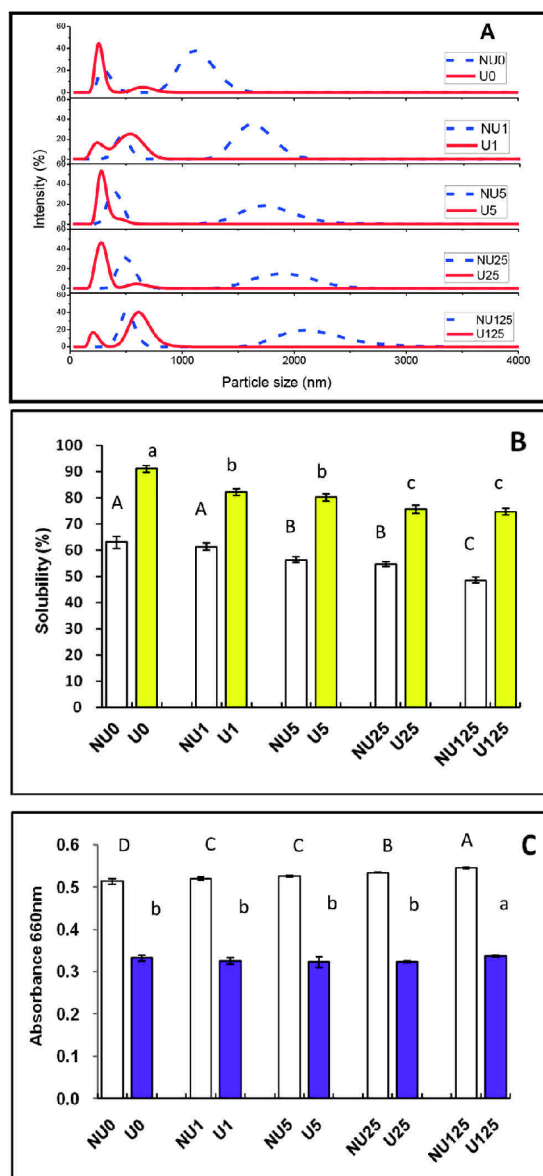 A
60
40
20
0
NU0
U0
60
40
20
0
NU1
U1
60
40
20
0
NU5
U5
60
40
20
0
NU25
U25
60
40
20
0
NU125
U125
Intensity (%)
0 1000 2000 3000 4000
Particle size (nm)
B
100
90
80
70
60
50
40
30
20
10
0
Solubility (%)
A a A b B b B c C c
NU0 U0 NU1 U1 NU5 U5 NU25 U25 NU125 U125
C
0.6
0.5
0.4
0.3
0.2
0.1
0.0
Absorbance 660nm
D b C b C b B b A a
NU0 U0 NU1 U1 NU5 U5 NU25 U25 NU125 U125